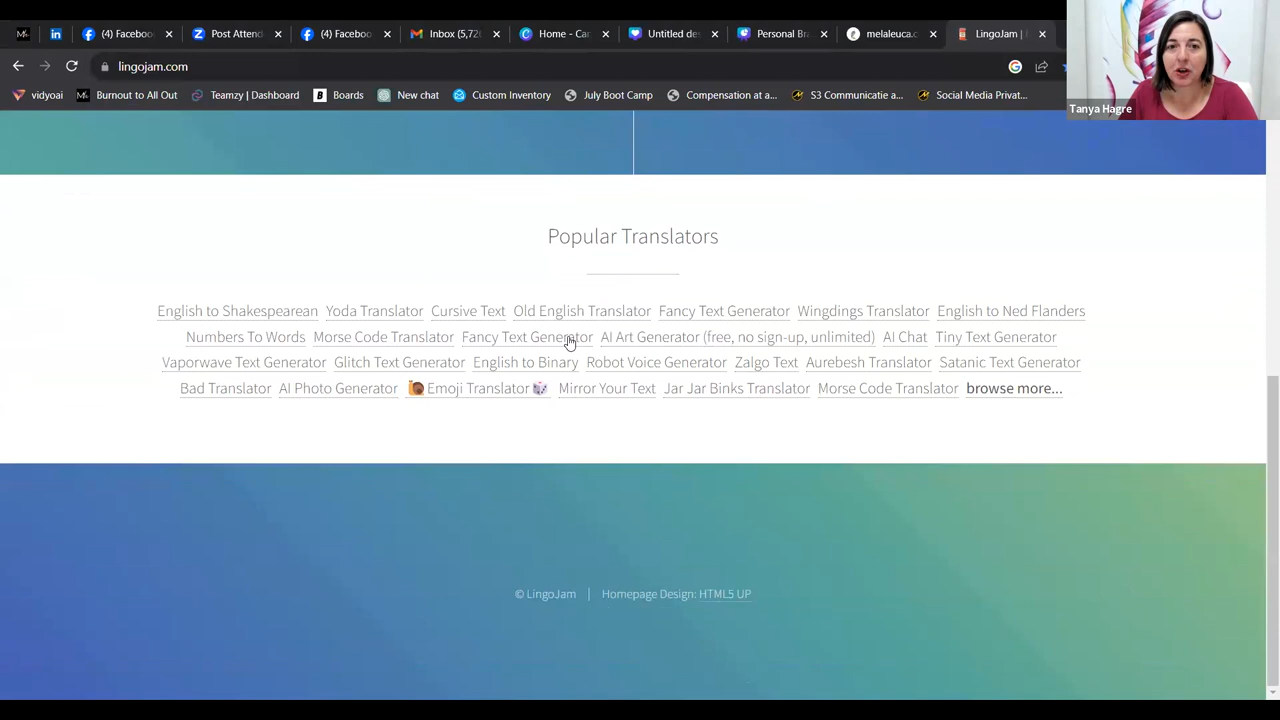 (4) Faceboo Post Attend (4) Faceboo Inbox (5,72 Home - Can Untitled des Personal Bra melaleuca.c LingoJam |
lingojam.com
vidyoai Burnout to All Out Teamzy | Dashboard Boards New chat Custom Inventory July Boot Camp Compensation at a... S3 Communicatie a... Social Media Privat...
Tanya Hagre
Popular Translators
English to Shakespearean Yoda Translator Cursive Text Old English Translator Fancy Text Generator Wingdings Translator English to Ned Flanders
Numbers To Words Morse Code Translator Fancy Text Generator AI Art Generator (free, no sign-up, unlimited) AI Chat Tiny Text Generator
Vaporwave Text Generator Glitch Text Generator English to Binary Robot Voice Generator Zalgo Text Aurebesh Translator Satanic Text Generator
Bad Translator AI Photo Generator Emoji Translator Mirror Your Text Jar Jar Binks Translator Morse Code Translator browse more...
© LingoJam | Homepage Design: HTML5 UP